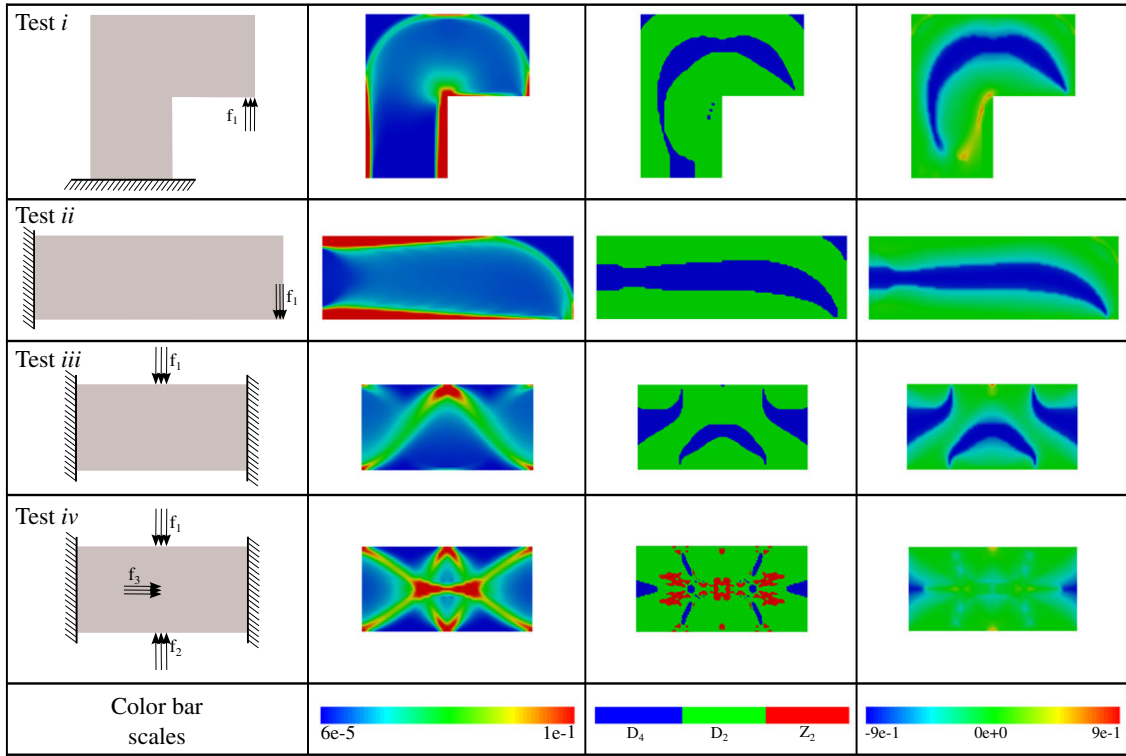 Test i
f1
Test ii
f1
Test iii
f1
Test iv
f1
f3
f2
Color bar
scales
6e-5 1e-1
D4 D2 Z2
-9e-1 0e+0 9e-1